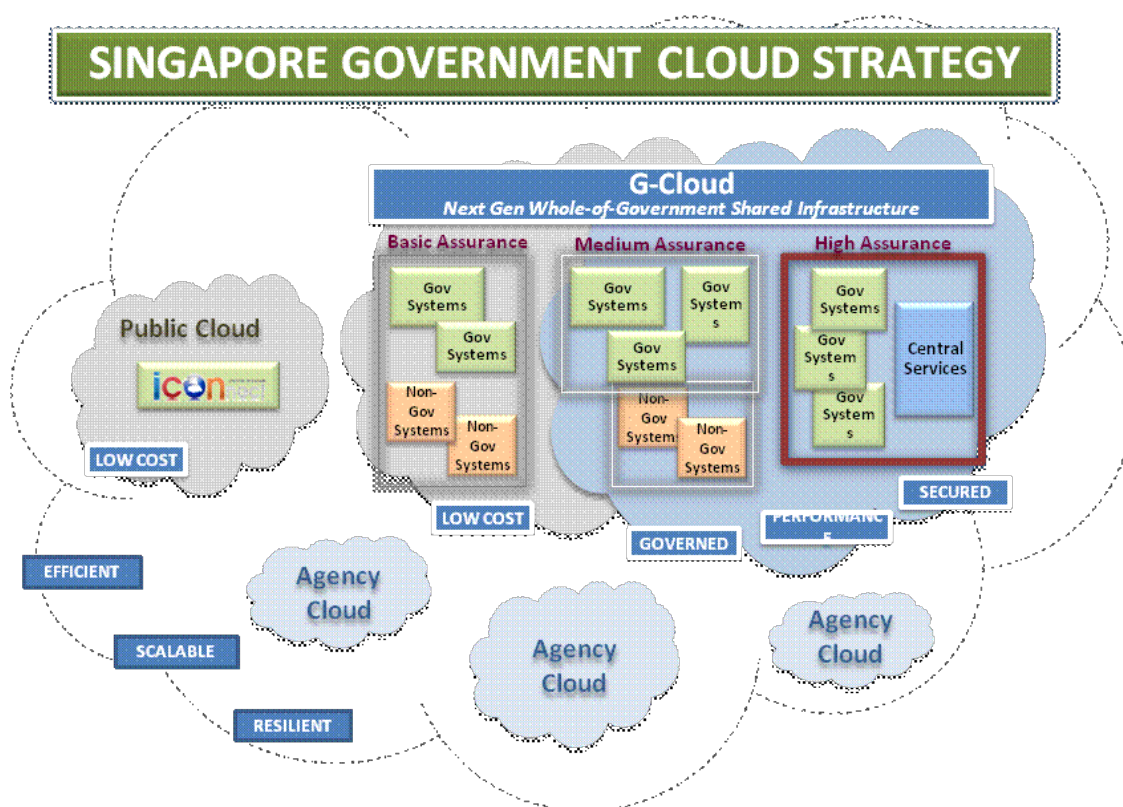 SINGAPORE GOVERNMENT CLOUD STRATEGY
G-Cloud
Next Gen Whole-of-Government Shared Infrastructure
Basic Assurance
Medium Assurance
High Assurance
Gov
Systems
Gov
Systems
Non-
Gov
Systems
Non-
Gov
Systems
Gov
Systems
Gov
System
s
Gov
Systems
Non-
Gov
Systems
Non-
Gov
Systems
Gov
Systems
Gov
System
s
Gov
System
s
Central
Services
Public Cloud
icon
LOW COST
LOW COST
GOVERNED
PERFORMANC
E
SECURED
EFFICIENT
SCALABLE
RESILIENT
Agency
Cloud
Agency
Cloud
Agency
Cloud